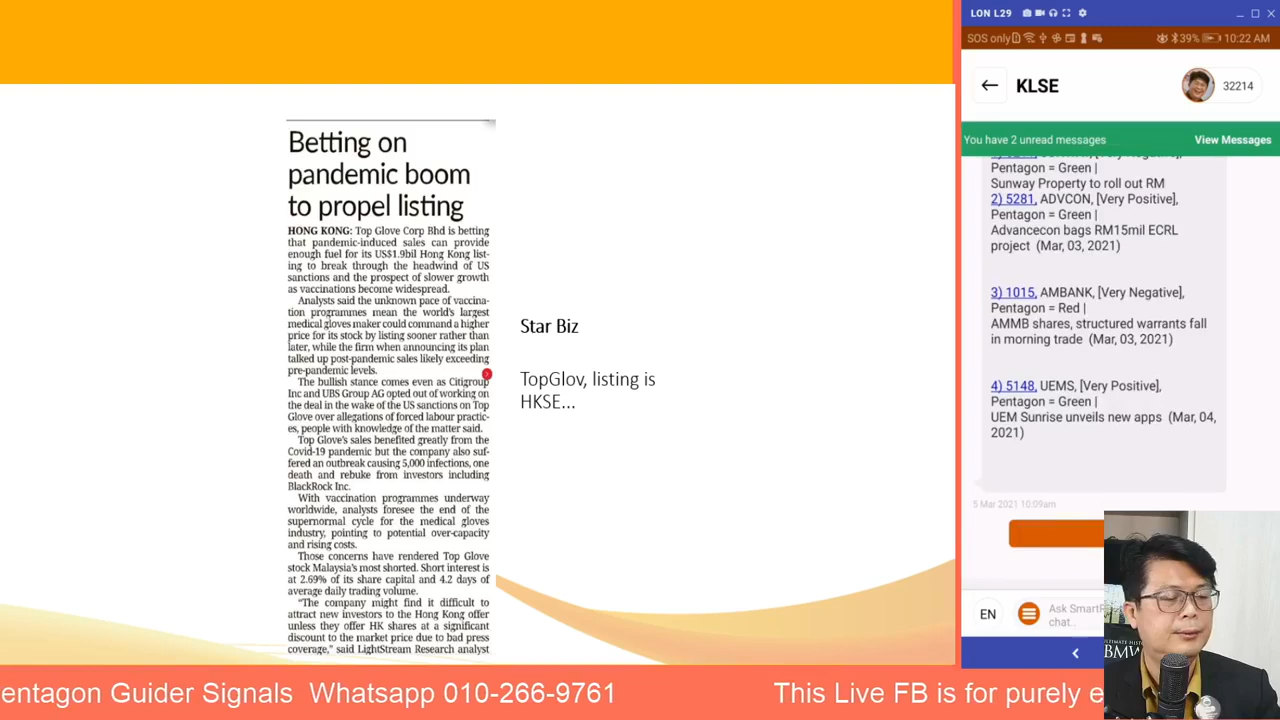 Betting on
pandemic boom
to propel listing
HONG KONG: Top Glove Corp Bhd is betting
that pandemic-induced sales can provide
enough fuel for its US$1.9bil Hong Kong list-
ing to break through the headwind of US
sanctions and the prospect of slower growth
as vaccinations become widespread.
Analysts said the unknown pace of vaccina-
tion programmes mean the world's largest
medical gloves maker could command a higher
price for its stock by listing sooner rather than
later, while the firm when announcing its plan
talked up post-pandemic sales likely exceeding
pre-pandemic levels.
The bullish stance comes even as Citigroup
Inc and UBS Group AG opted out of working on
the deal in the wake of the US sanctions on Top
Glove over allegations of forced labour practic-
es, people with knowledge of the matter said.
Top Glove's sales benefited greatly from the
Covid-19 pandemic but the company also suf-
fered an outbreak causing 5,000 infections, one
death and rebuke from investors including
BlackRock Inc.
With vaccination programmes underway
worldwide, analysts foresee the end of the
supernormal cycle for the medical gloves
industry, pointing to potential over-capacity
and rising costs.
Those concerns have rendered Top Glove
stock Malaysia's most shorted. Short interest is
at 2.69% of its share capital and 4.2 days of
average daily trading volume.
"The company might find it difficult to
attract new investors to the Hong Kong offer
unless they offer HK shares at a significant
discount to the market price due to bad press
coverage," said LightStream Research analyst
Star Biz
TopGlov, listing is
HKSE...
LON L29
SOS only 39% 10:22 AM
KLSE
32214
You have 2 unread messages View Messages
Pentagon = Green |
Sunway Property to roll out RM
2) 5281, ADVCON, [Very Positive],
Pentagon = Green |
Advancecon bags RM15mil ECRL
project (Mar, 03, 2021)
3) 1015, AMBANK, [Very Negative],
Pentagon = Red |
AMMB shares, structured warrants fall
in morning trade (Mar, 03, 2021)
4) 5148, UEMS, [Very Positive],
Pentagon = Green |
UEM Sunrise unveils new apps (Mar, 04,
2021)
5 Mar 2021 10:09am
EN
Ask
chat..
BMW
entagon Guider Signals Whatsapp 010-266-9761 This Live FB is for purely e